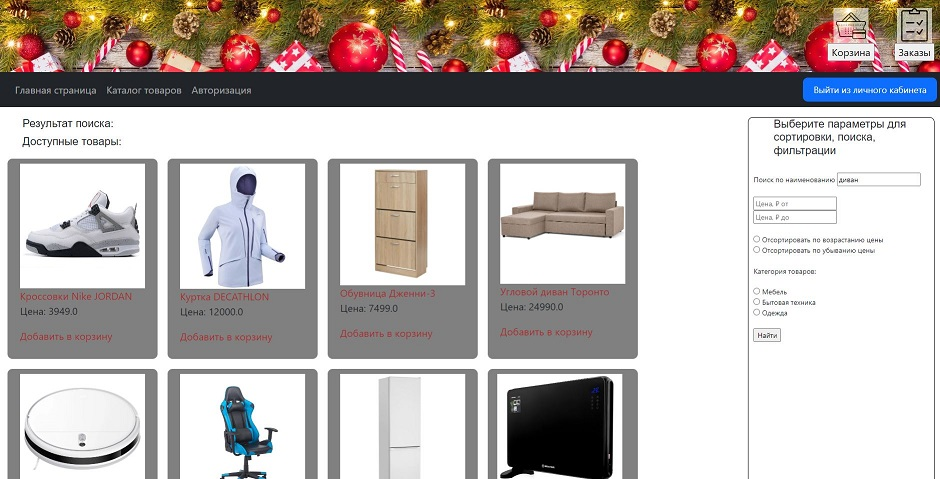 Корзина
Заказы
Главная страница Каталог товаров Авторизация
Выйти из личного кабинета
Результат поиска:
Доступные товары:
Кроссовки Nike JORDAN
Цена: 3949.0
Добавить в корзину
Куртка DECATHLON
Цена: 12000.0
Добавить в корзину
Обувница Дженни-3
Цена: 7499.0
Добавить в корзину
Угловой диван Торонто
Цена: 24990.0
Добавить в корзину
Выберите параметры для
сортировки, поиска,
фильтрации
Поиск по наименованию диван
Цена, ₽ от
Цена, ₽ до
Отсортировать по возрастанию цены
Отсортировать по убыванию цены
Категория товаров:
Мебель
Бытовая техника
Одежда
Найти